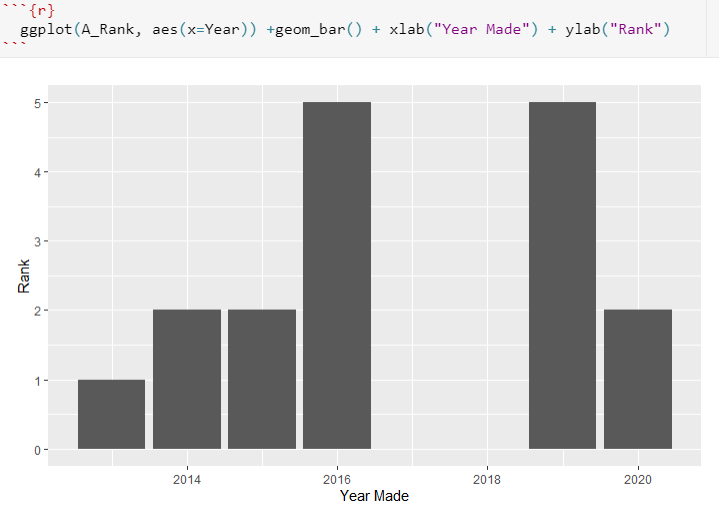 ```{r}
ggplot(A_Rank, aes(x=Year)) +geom_bar() + xlab("Year Made") + ylab("Rank")
```
5
4
3
2
1
0
Rank
2014 2016 2018 2020
Year Made